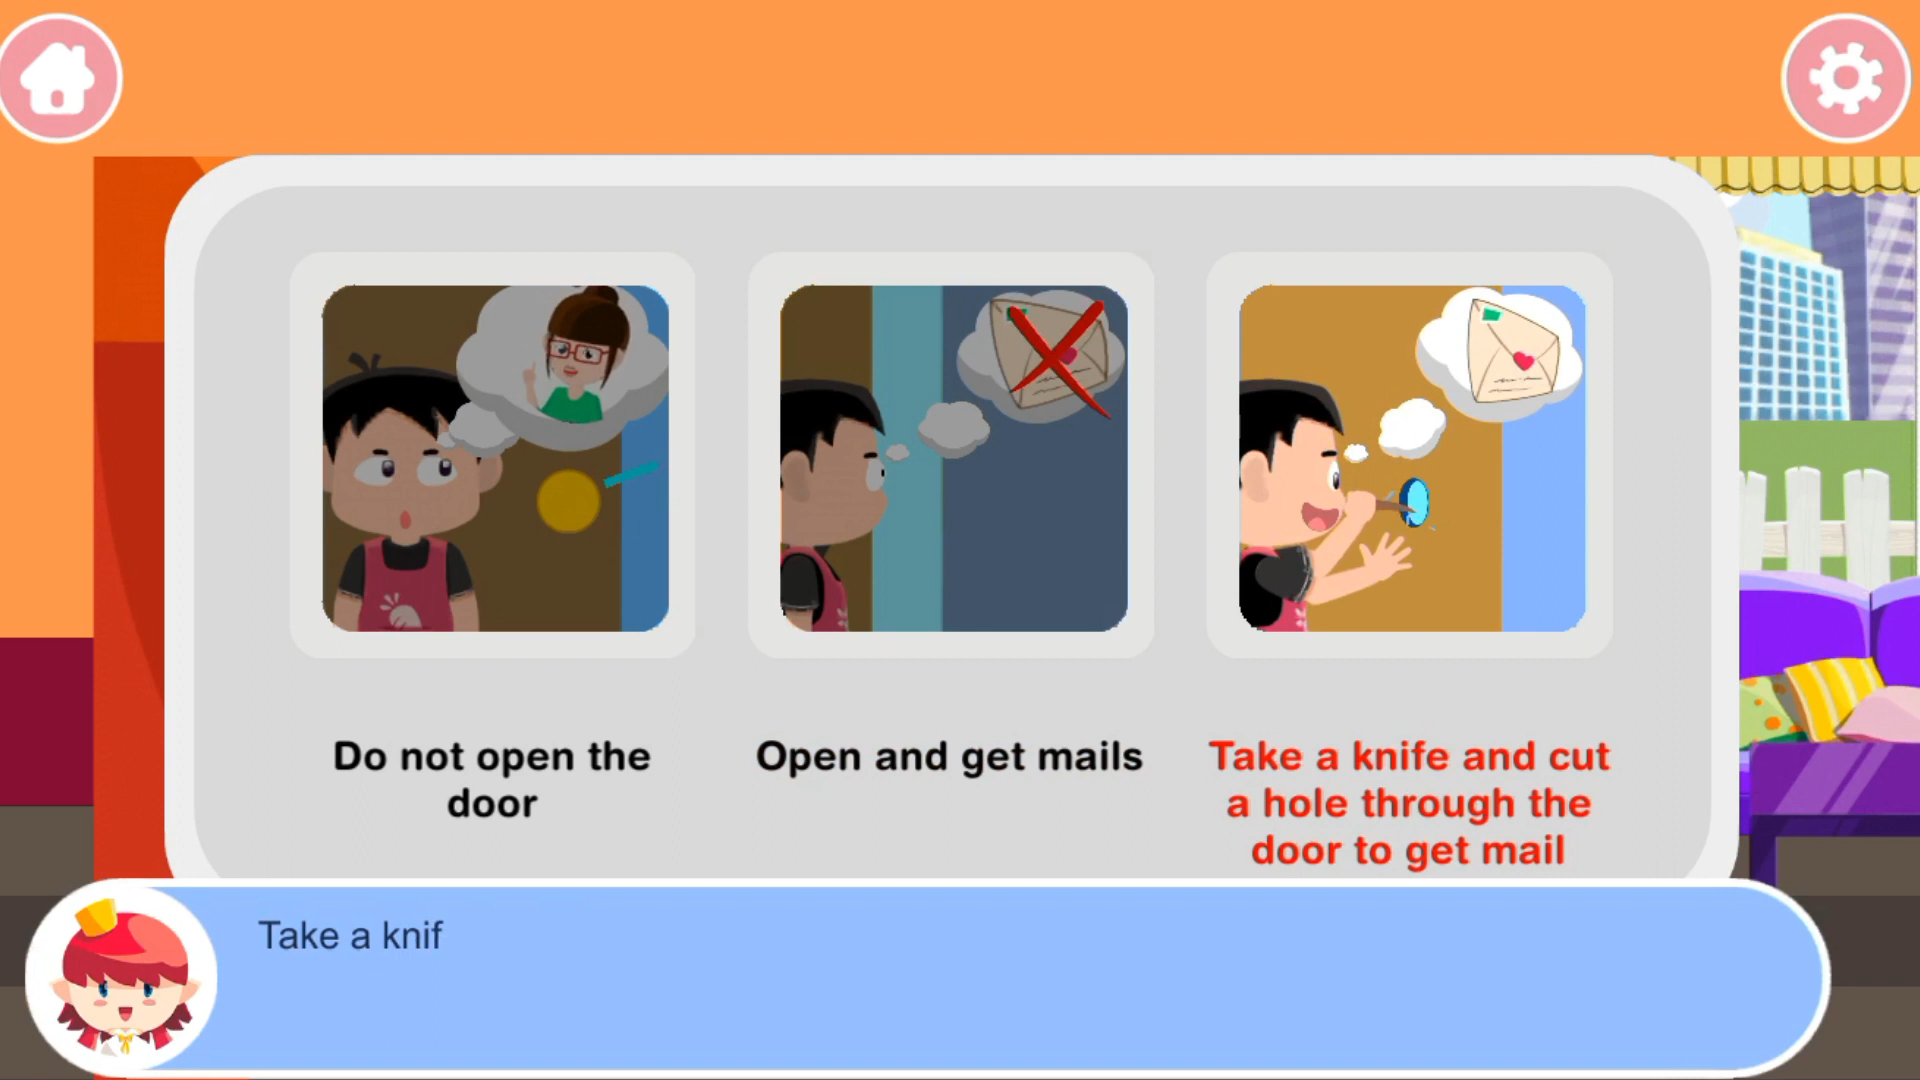 Do not open the
door
Open and get mails
Take a knife and cut
a hole through the
door to get mail
Take a knif